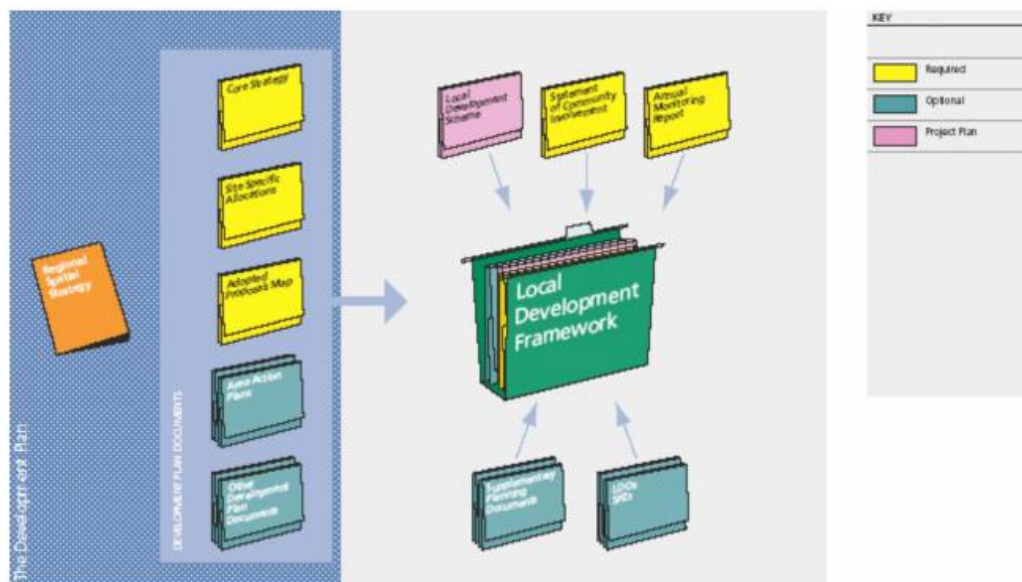 KEY
Required
Optional
Project Plan
Core Strategy
Site Specific
Allocations
Adopted
Proposals Map
Area Action
Plans
Other
Development
Plan
Documents
DEVELOPMENT PLAN DOCUMENTS
The Development Plan
Regional
Spatial
Strategy
Local
Development
Scheme
Statement
of Community
Involvement
Annual
Monitoring
Report
Local
Development
Framework
Supplementary
Planning
Documents
LDOs
SPZs